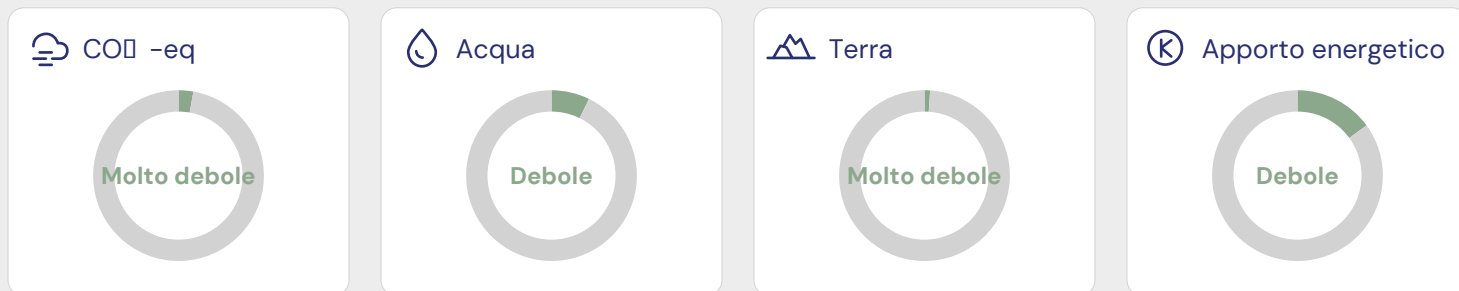 CO▯ -eq
Acqua
Terra
Apporto energetico
Molto debole
Debole
Molto debole
Debole